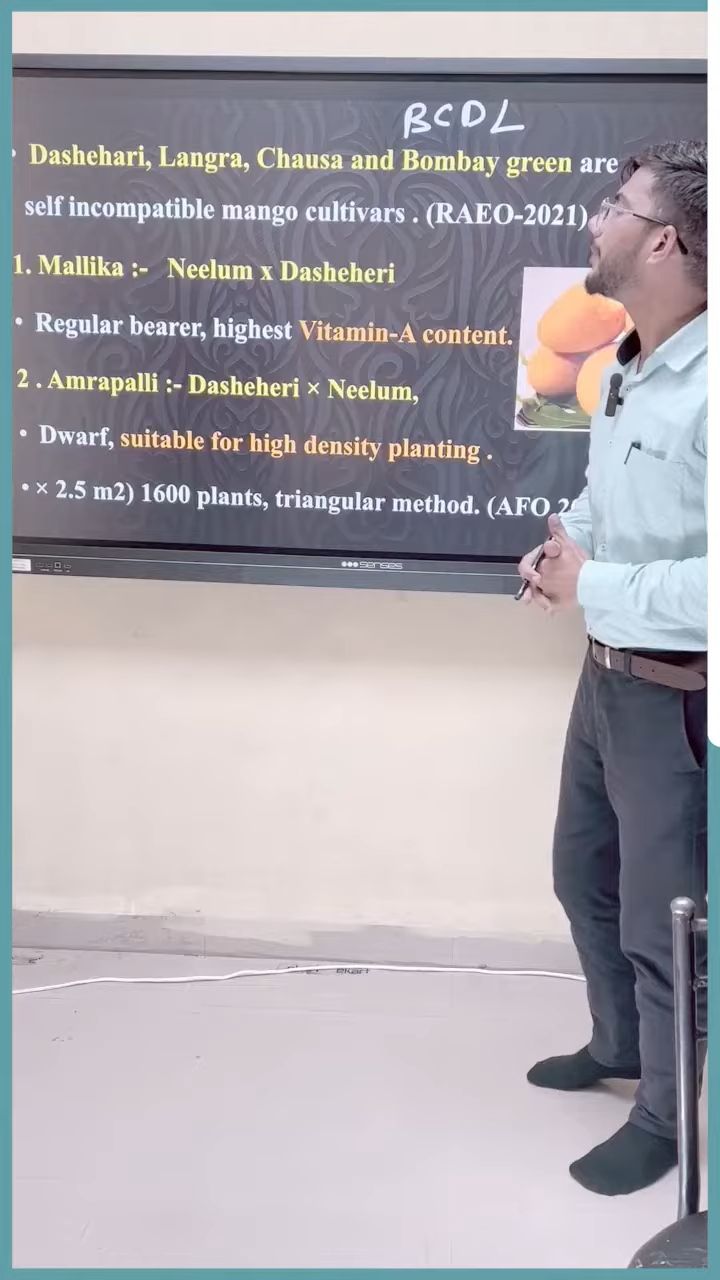 BCDL
• Dashehari, Langra, Chausa and Bombay green are
self incompatible mango cultivars . (RAEO-2021)
1. Mallika :- Neelum x Dasheheri
• Regular bearer, highest Vitamin-A content.
2 . Amrapalli :- Dasheheri × Neelum,
• Dwarf, suitable for high density planting .
• × 2.5 m2) 1600 plants, triangular method. (AFO
senses